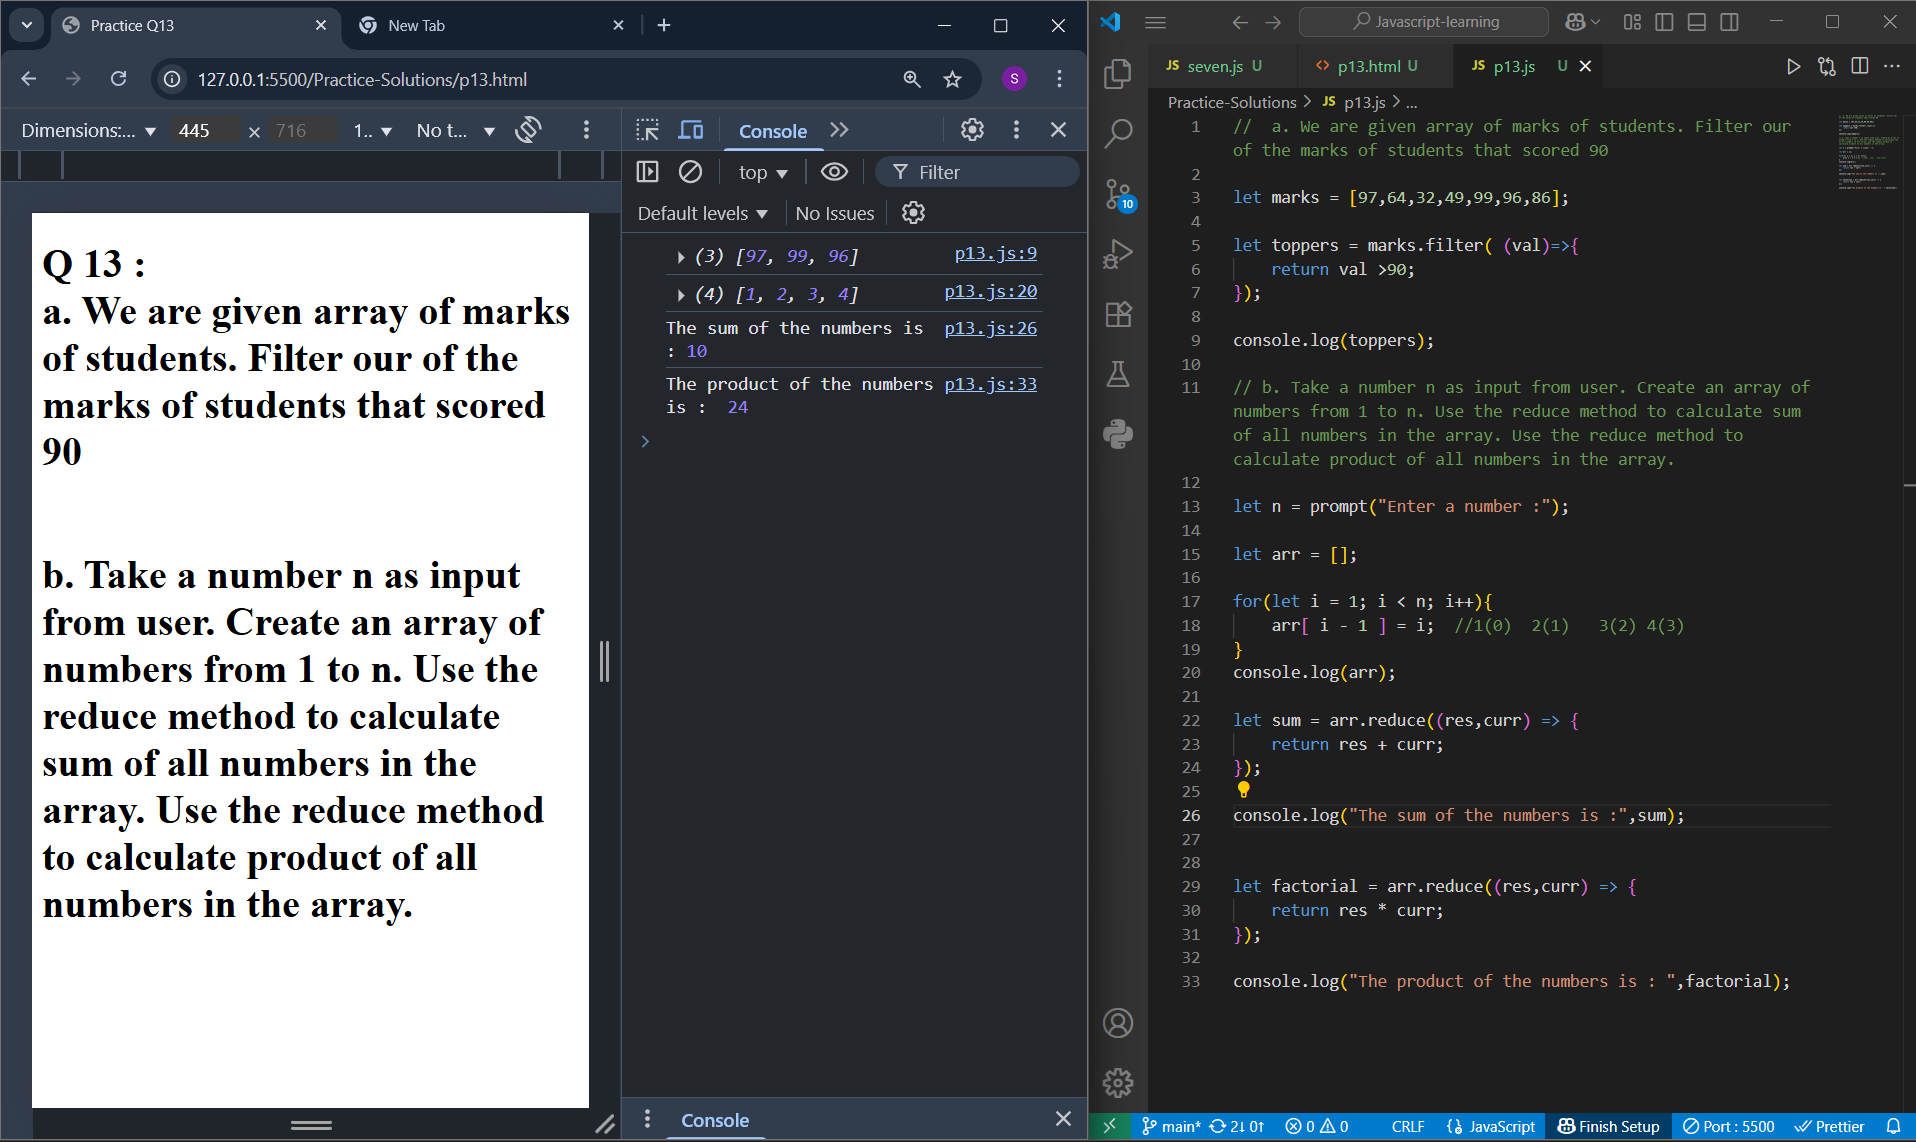 Practice Q13
New Tab
127.0.0.1:5500/Practice-Solutions/p13.html
S
Dimensions:... 445 × 716 1.. No t...
Console
top
Filter
Default levels
No Issues
(3) [97, 99, 96] p13.js:9
(4) [1, 2, 3, 4] p13.js:20
The sum of the numbers is p13.js:26
: 10
The product of the numbers p13.js:33
is : 24
Console
Q 13 :
a. We are given array of marks
of students. Filter our of the
marks of students that scored
90
b. Take a number n as input
from user. Create an array of
numbers from 1 to n. Use the
reduce method to calculate
sum of all numbers in the
array. Use the reduce method
to calculate product of all
numbers in the array.
Javascript-learning
JS seven.js U
<> p13.html U
JS p13.js U
Practice-Solutions > JS p13.js > ...
10
1 // a. We are given array of marks of students. Filter our
of the marks of students that scored 90
2
3 let marks = [97,64,32,49,99,96,86];
4
5 let toppers = marks.filter( (val)=>{
6 return val >90;
7 });
8
9 console.log(toppers);
10
11 // b. Take a number n as input from user. Create an array of
numbers from 1 to n. Use the reduce method to calculate sum
of all numbers in the array. Use the reduce method to
calculate product of all numbers in the array.
12
13 let n = prompt("Enter a number :");
14
15 let arr = [];
16
17 for(let i = 1; i < n; i++){
18 arr[ i - 1 ] = i; //1(0) 2(1) 3(2) 4(3)
19 }
20 console.log(arr);
21
22 let sum = arr.reduce((res,curr) => {
23 return res + curr;
24 });
25
26 console.log("The sum of the numbers is :",sum);
27
28
29 let factorial = arr.reduce((res,curr) => {
30 return res * curr;
31 });
32
33 console.log("The product of the numbers is : ",factorial);
main* 2↓ 0↑ 0 0 CRLF {} JavaScript Finish Setup Port : 5500 Prettier